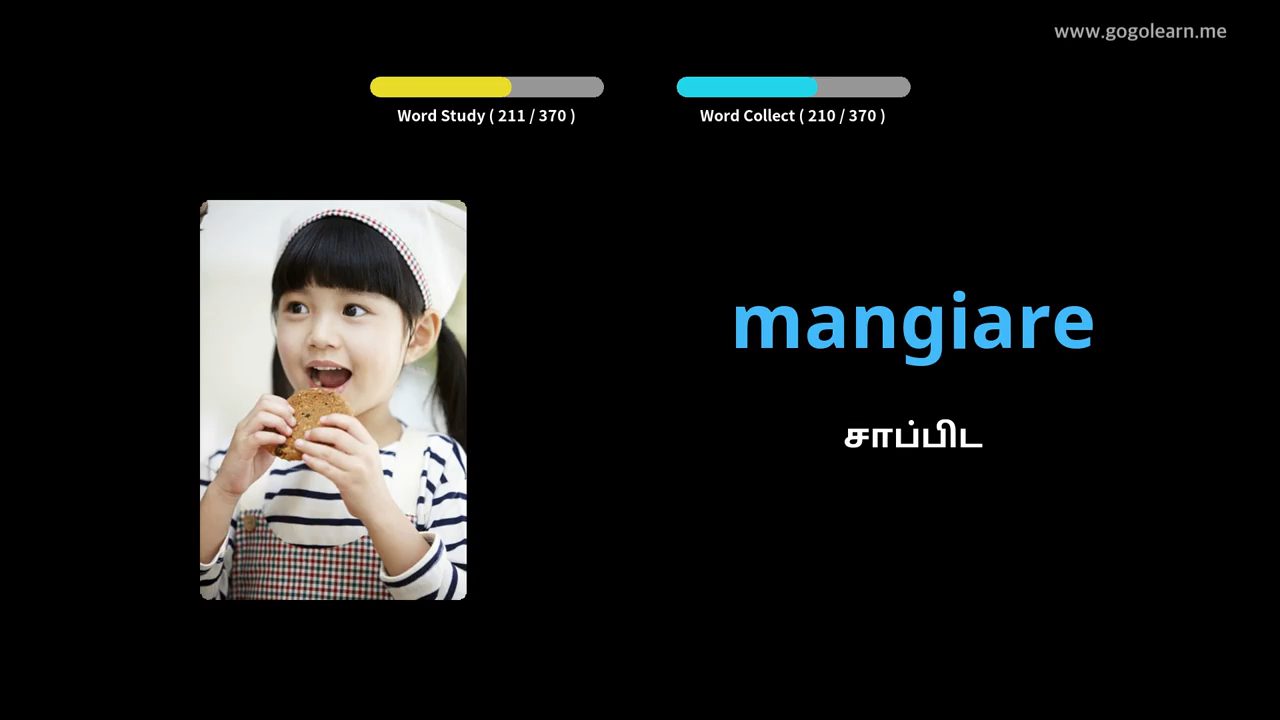 www.gogolearn.me
Word Study ( 211 / 370 )
Word Collect ( 210 / 370 )
mangiare
சாப்பிட